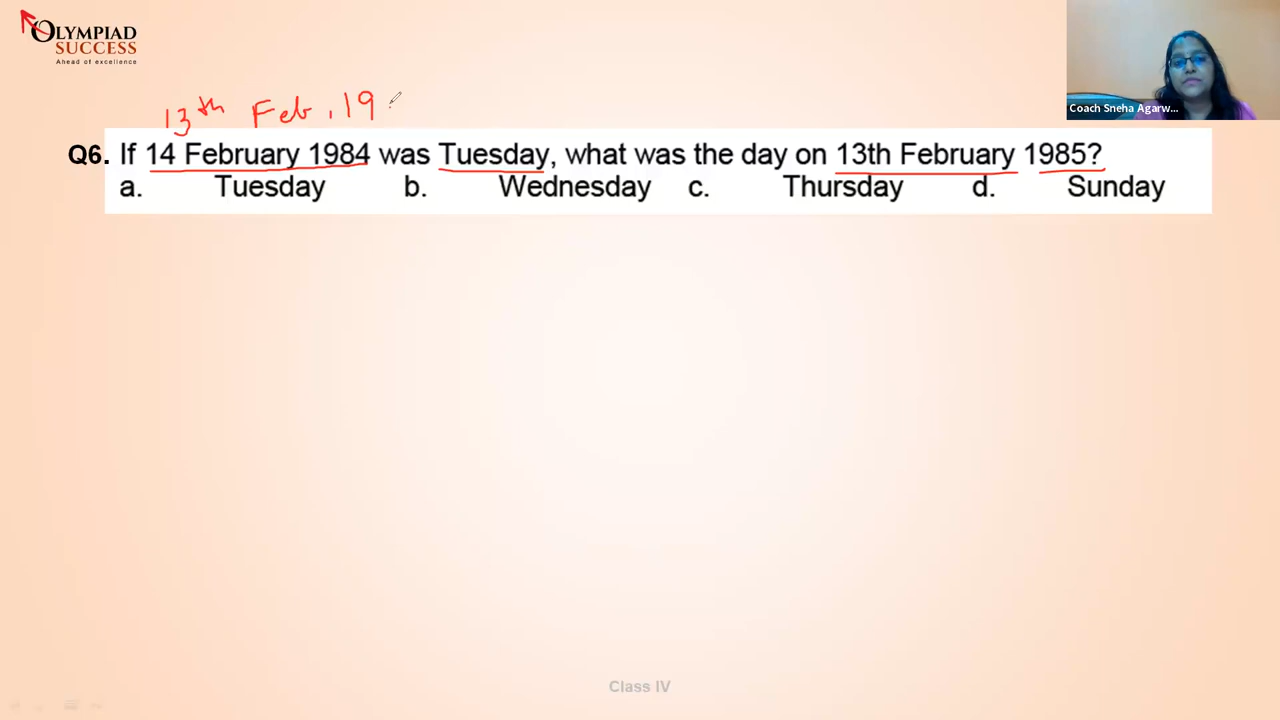 OLYMPIAD
SUCCESS
Ahead of excellence
Coach Sneha Agarw...
13th Feb, 19
Q6. If 14 February 1984 was Tuesday, what was the day on 13th February 1985?
a. Tuesday b. Wednesday c. Thursday d. Sunday
Class IV